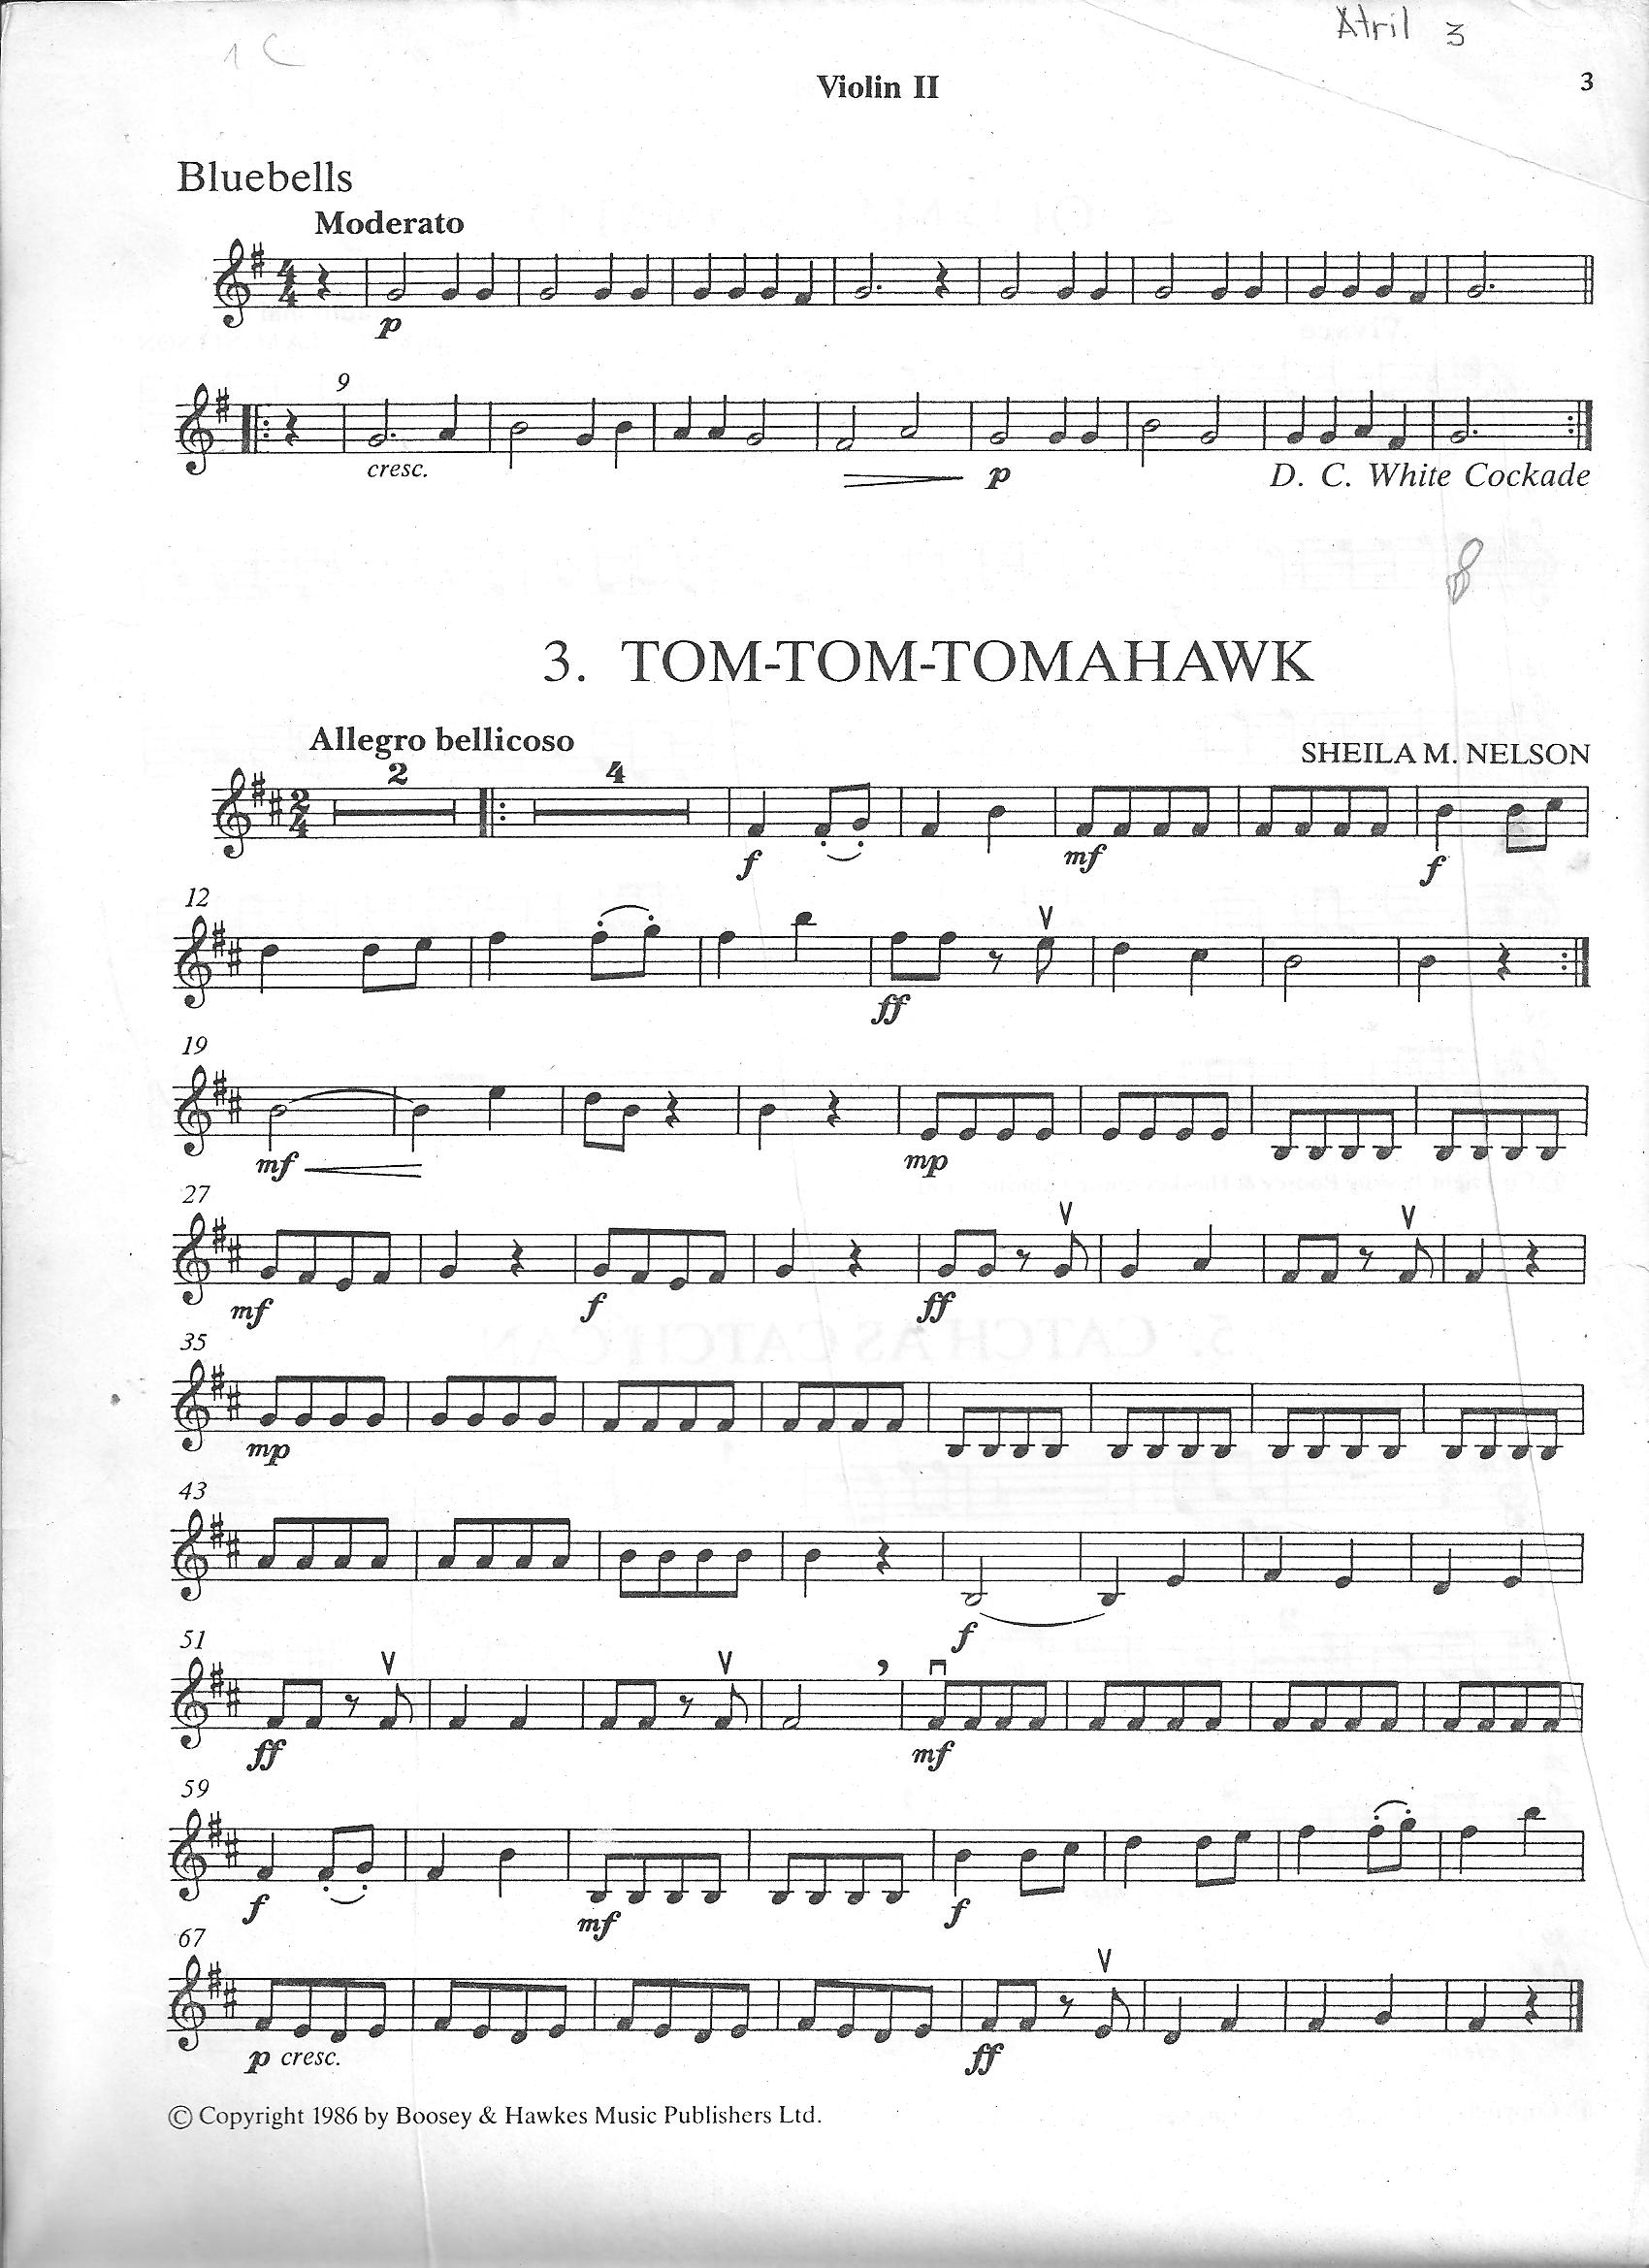 1 C
Atril 3
Violin II
3
Bluebells
Moderato
4
4
p
9
cresc.
p
D. C. White Cockade
8
3. TOM-TOM-TOMAHAWK
Allegro bellicoso
SHEILA M. NELSON
2
4
2
4
f
mf
f
12
ff
19
mf
mp
27
mf
f
ff
35
mp
43
f
51
ff
mf
59
f
mf
f
67
p cresc.
ff
© Copyright 1986 by Boosey & Hawkes Music Publishers Ltd.